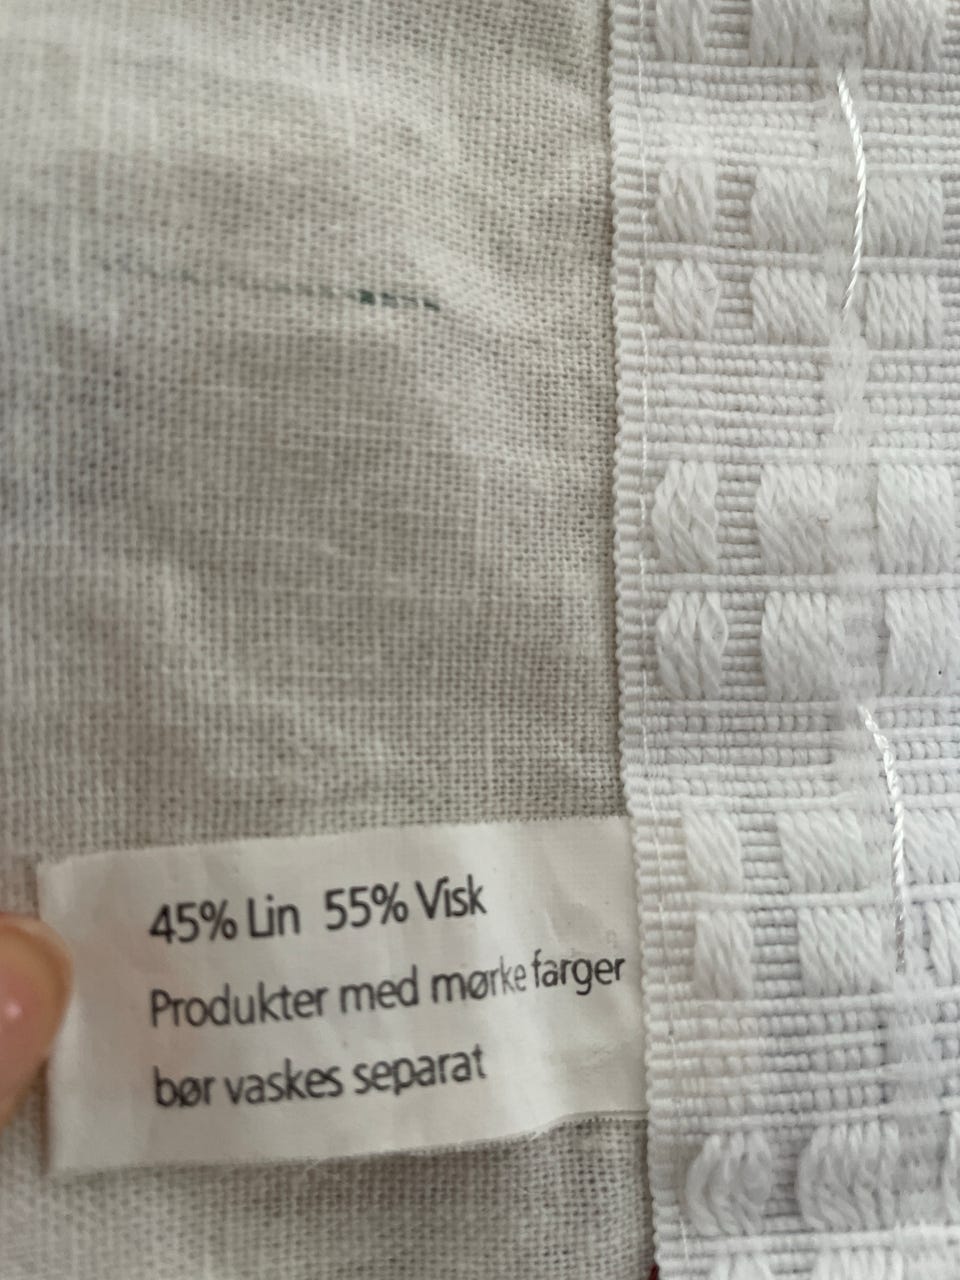 45% Lin 55% Visk
Produkter med mørke farger
bør vaskes separat